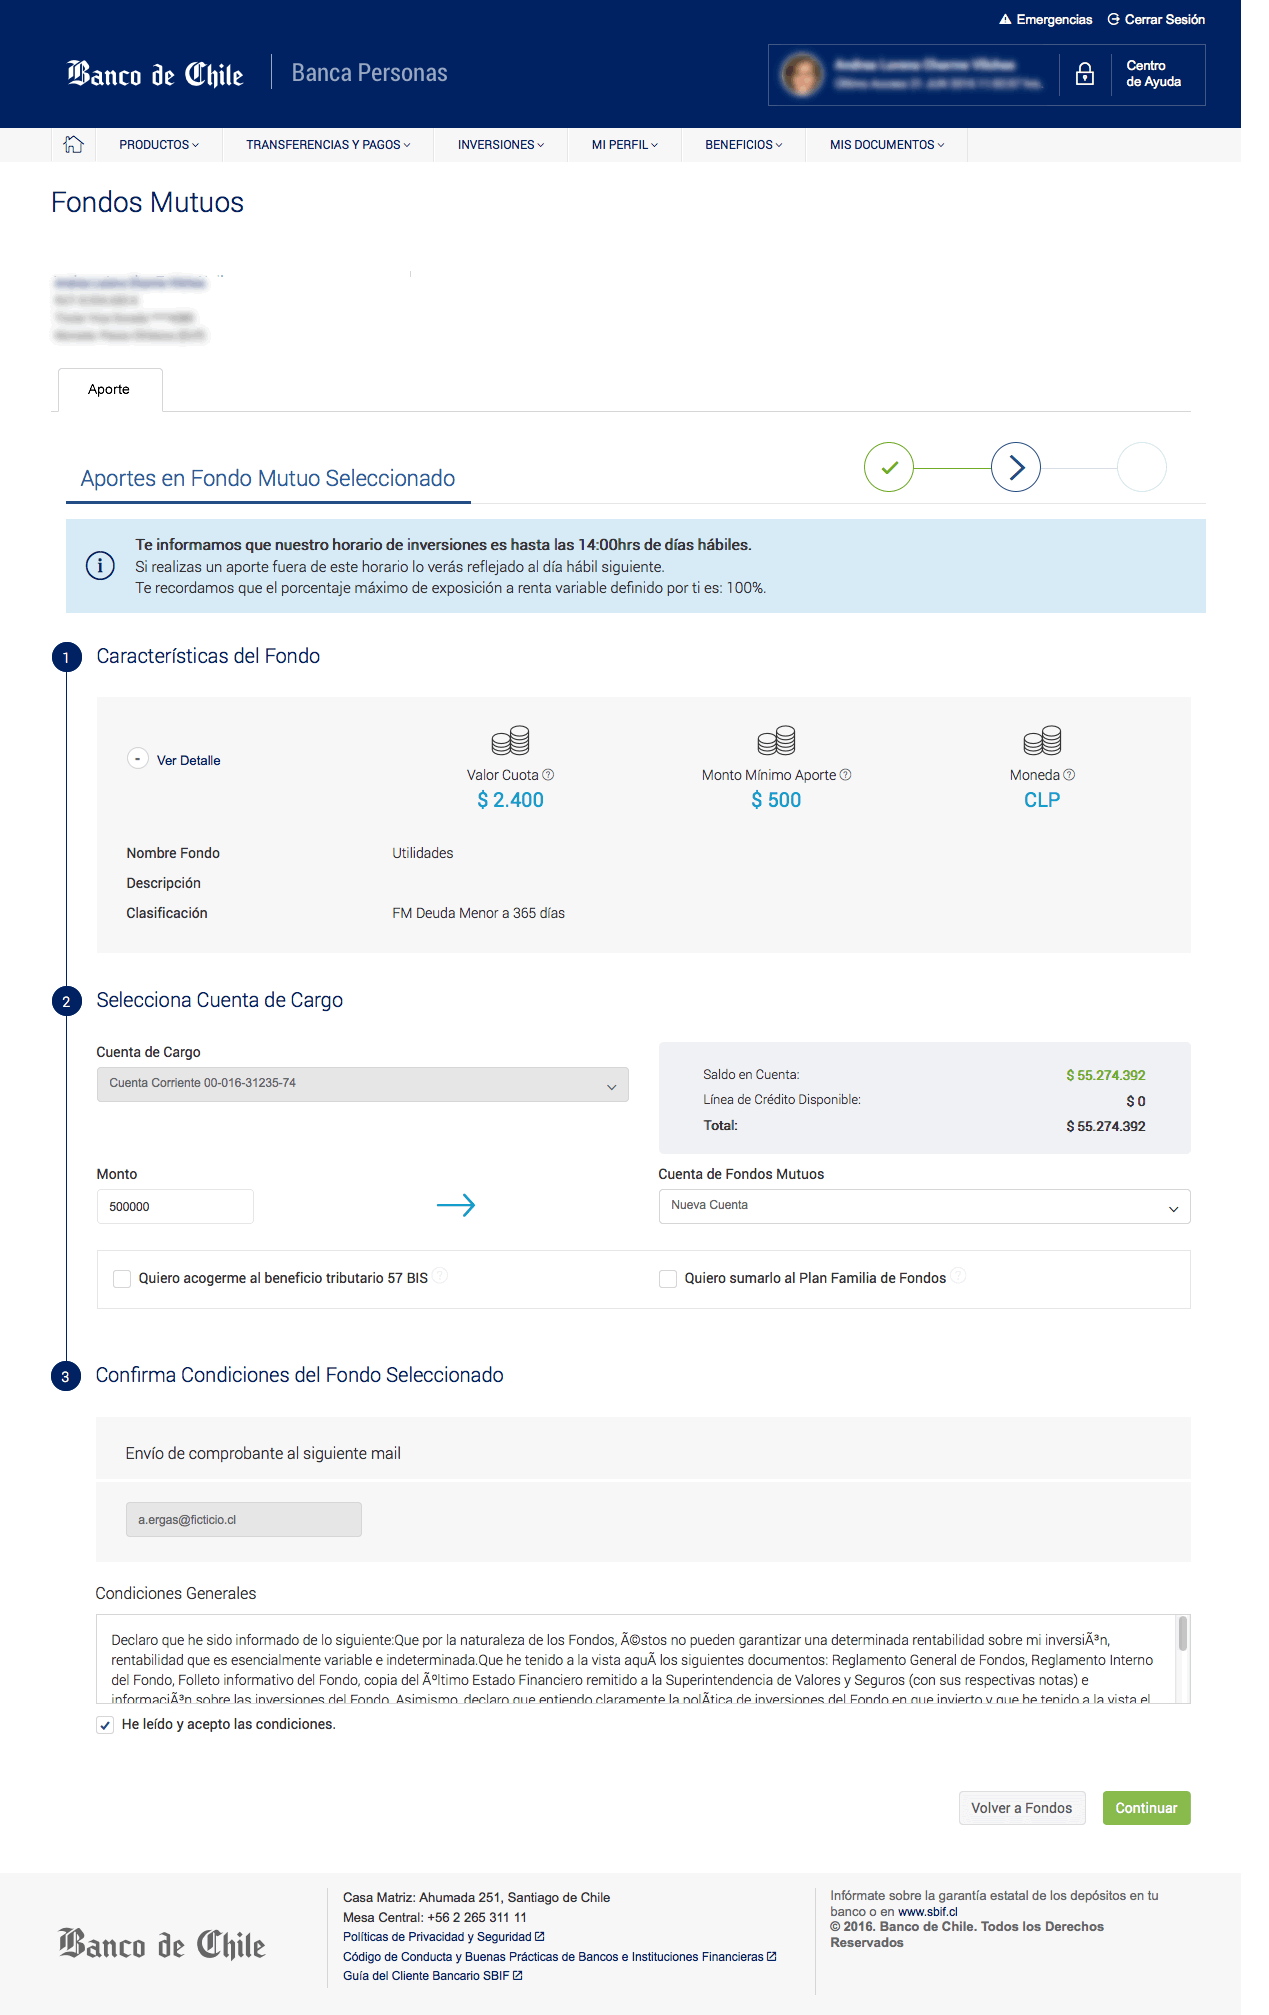 Emergencias Cerrar Sesión
Banco de Chile Banca Personas
Centro
de Ayuda
PRODUCTOS TRANSFERENCIAS Y PAGOS INVERSIONES MI PERFIL BENEFICIOS MIS DOCUMENTOS
Fondos Mutuos
Aporte
Aportes en Fondo Mutuo Seleccionado
Te informamos que nuestro horario de inversiones es hasta las 14:00hrs de días hábiles.
Si realizas un aporte fuera de este horario lo verás reflejado al día hábil siguiente.
Te recordamos que el porcentaje máximo de exposición a renta variable definido por ti es: 100%.
1 Características del Fondo
- Ver Detalle
Valor Cuota ? Monto Mínimo Aporte ? Moneda ?
$ 2.400 $ 500 CLP
Nombre Fondo Utilidades
Descripción
Clasificación FM Deuda Menor a 365 días
2 Selecciona Cuenta de Cargo
Cuenta de Cargo
Cuenta Corriente 00-016-31235-74
Saldo en Cuenta: $ 55.274.392
Línea de Crédito Disponible: $ 0
Total: $ 55.274.392
Monto Cuenta de Fondos Mutuos
500000 Nueva Cuenta
Quiero acogerme al beneficio tributario 57 BIS ? Quiero sumarlo al Plan Familia de Fondos ?
3 Confirma Condiciones del Fondo Seleccionado
Envío de comprobante al siguiente mail
a.ergas@ficticio.cl
Condiciones Generales
Declaro que he sido informado de lo siguiente:Que por la naturaleza de los Fondos, Ã©stos no pueden garantizar una determinada rentabilidad sobre mi inversiÃ³n,
rentabilidad que es esencialmente variable e indeterminada.Que he tenido a la vista aquÃ los siguientes documentos: Reglamento General de Fondos, Reglamento Interno
del Fondo, Folleto informativo del Fondo, copia del Ãºltimo Estado Financiero remitido a la Superintendencia de Valores y Seguros (con sus respectivas notas) e
informaciÃ³n sobre las inversiones del Fondo. Asimismo, declaro que entiendo claramente la polÃtica de inversiones del Fondo en que invierto y que he tenido a la vista el
He leído y acepto las condiciones.
Volver a Fondos Continuar
Banco de Chile
Casa Matriz: Ahumada 251, Santiago de Chile
Mesa Central: +56 2 265 311 11
Políticas de Privacidad y Seguridad
Código de Conducta y Buenas Prácticas de Bancos e Instituciones Financieras
Guía del Cliente Bancario SBIF
Infórmate sobre la garantía estatal de los depósitos en tu
banco o en www.sbif.cl
© 2016. Banco de Chile. Todos los Derechos
Reservados